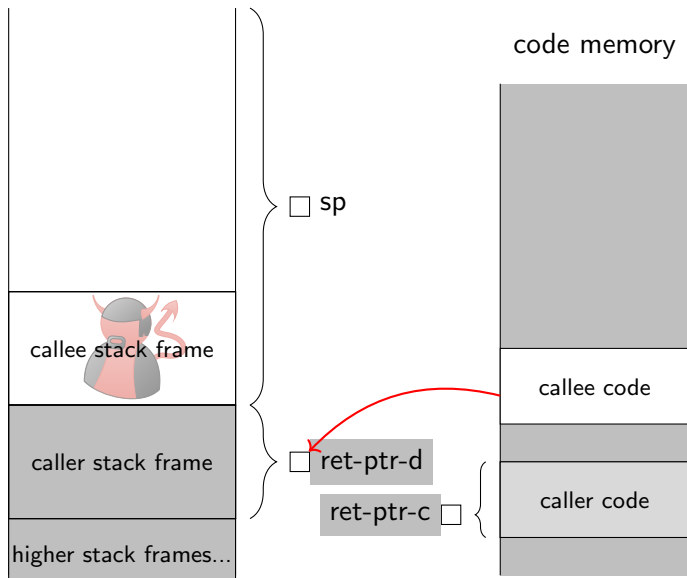 code memory
sp
callee stack frame
callee code
caller stack frame
ret-ptr-d
ret-ptr-c
caller code
higher stack frames...